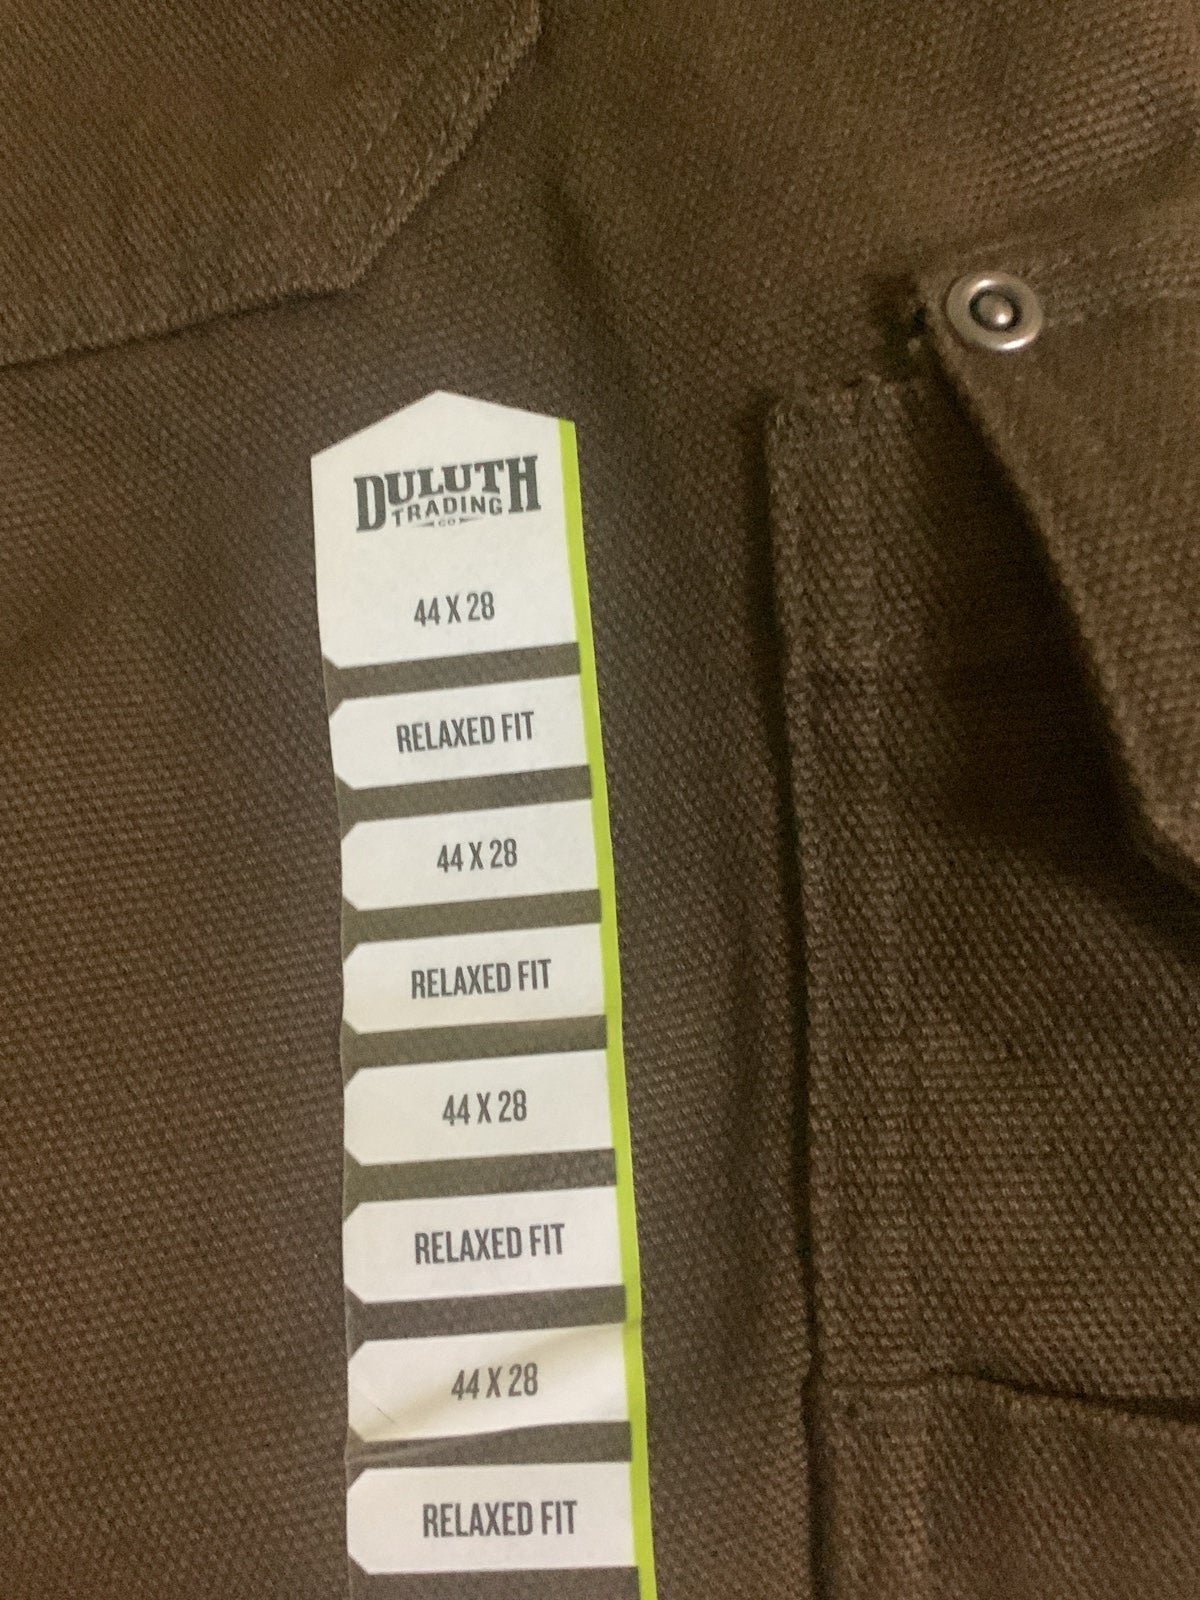 DULUTH
TRADING
CO
44 X 28
RELAXED FIT
44 X 28
RELAXED FIT
44 X 28
RELAXED FIT
44 X 28
RELAXED FIT